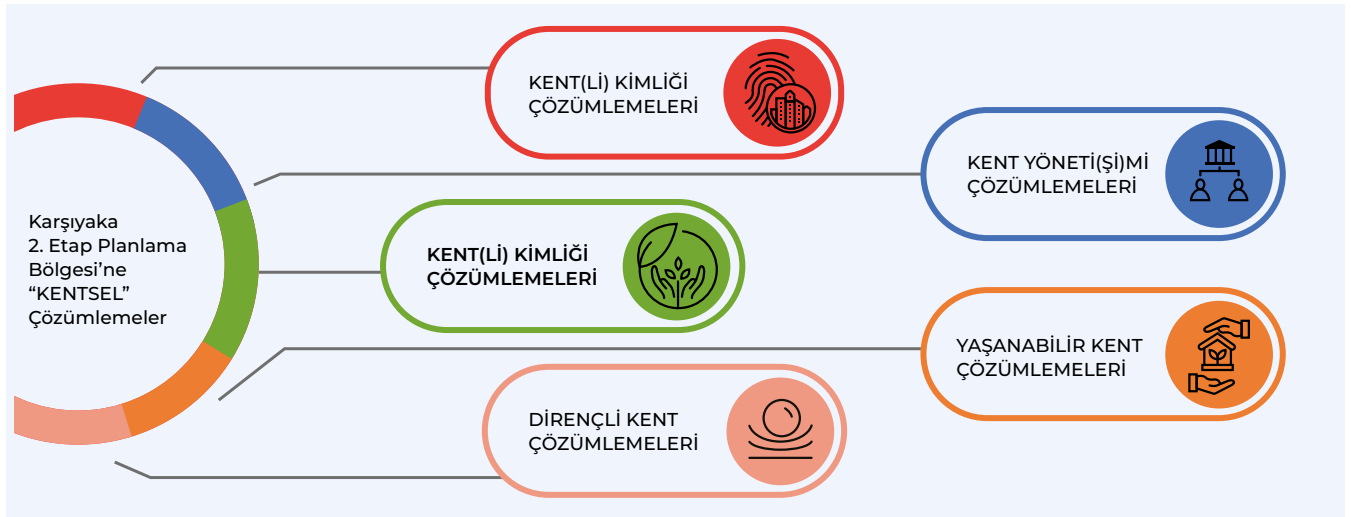 Karşıyaka
2. Etap Planlama
Bölgesi’ne
“KENTSEL”
Çözümlemeler
KENT(Lİ) KİMLİĞİ
ÇÖZÜMLEMELERİ
KENT YÖNETİ(Şİ)Mİ
ÇÖZÜMLEMELERİ
KENT(Lİ) KİMLİĞİ
ÇÖZÜMLEMELERİ
YAŞANABİLİR KENT
ÇÖZÜMLEMELERİ
DİRENÇLİ KENT
ÇÖZÜMLEMELERİ